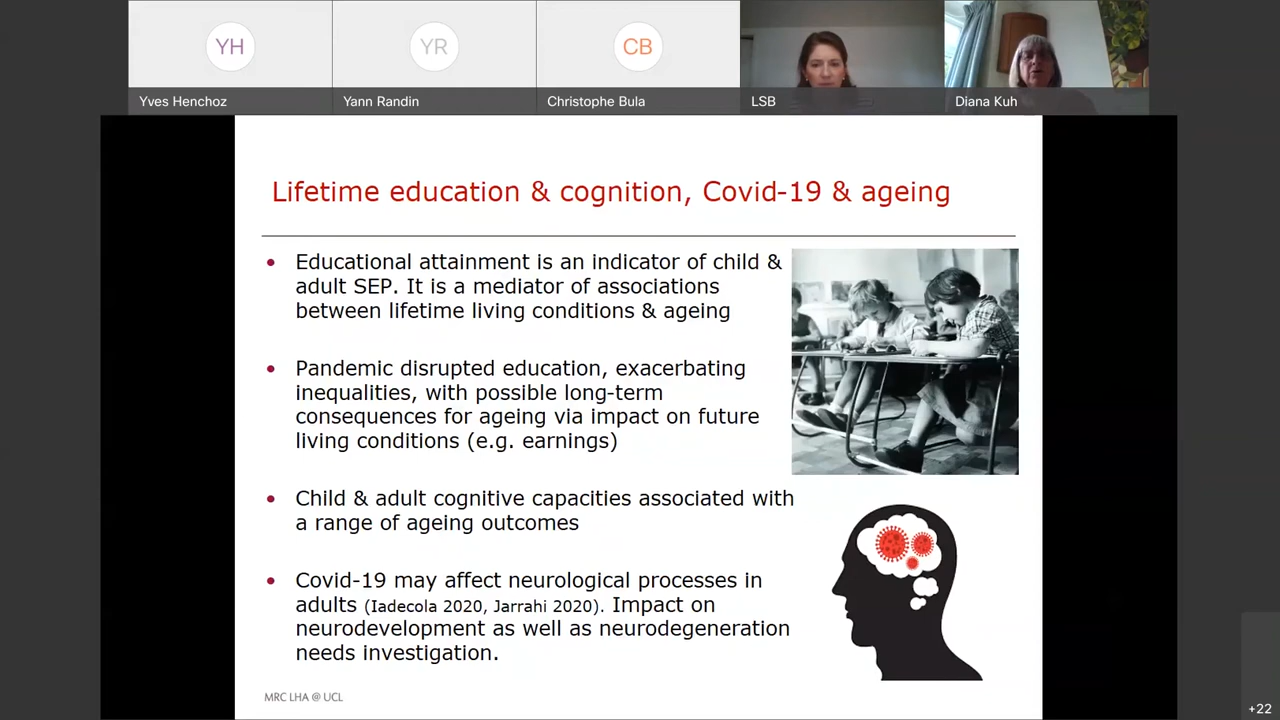 YH
YR
CB
Yves Henchoz
Yann Randin
Christophe Bula
LSB
Diana Kuh
Lifetime education & cognition, Covid-19 & ageing
• Educational attainment is an indicator of child &
adult SEP. It is a mediator of associations
between lifetime living conditions & ageing
• Pandemic disrupted education, exacerbating
inequalities, with possible long-term
consequences for ageing via impact on future
living conditions (e.g. earnings)
• Child & adult cognitive capacities associated with
a range of ageing outcomes
• Covid-19 may affect neurological processes in
adults (Iadecola 2020, Jarrahi 2020). Impact on
neurodevelopment as well as neurodegeneration
needs investigation.
MRC LHA @ UCL
+22